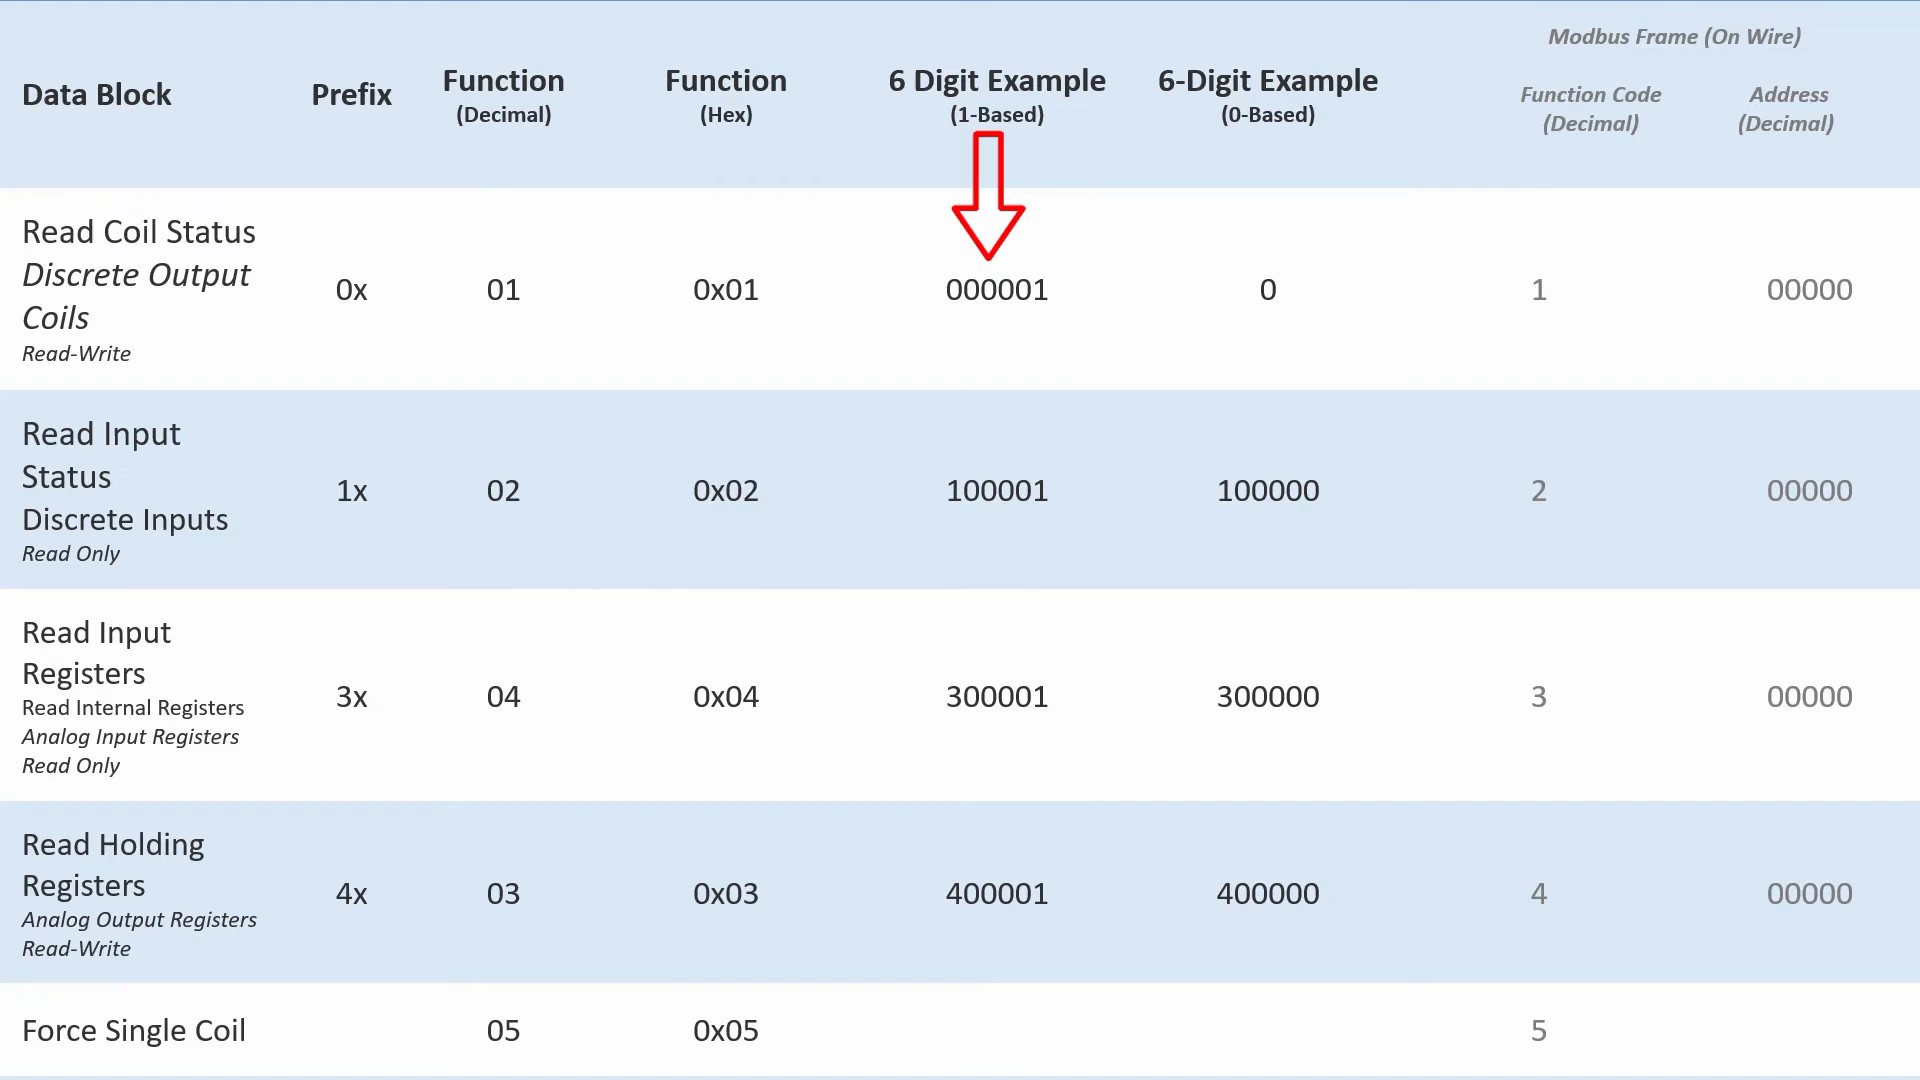 Modbus Frame (On Wire)
Data Block Prefix Function (Decimal) Function (Hex) 6 Digit Example (1-Based) 6-Digit Example (0-Based) Function Code (Decimal) Address (Decimal)
Read Coil Status
Discrete Output
Coils
Read-Write
0x 01 0x01 000001 0 1 00000
Read Input
Status
Discrete Inputs
Read Only
1x 02 0x02 100001 100000 2 00000
Read Input
Registers
Read Internal Registers
Analog Input Registers
Read Only
3x 04 0x04 300001 300000 3 00000
Read Holding
Registers
Analog Output Registers
Read-Write
4x 03 0x03 400001 400000 4 00000
Force Single Coil 05 0x05 5